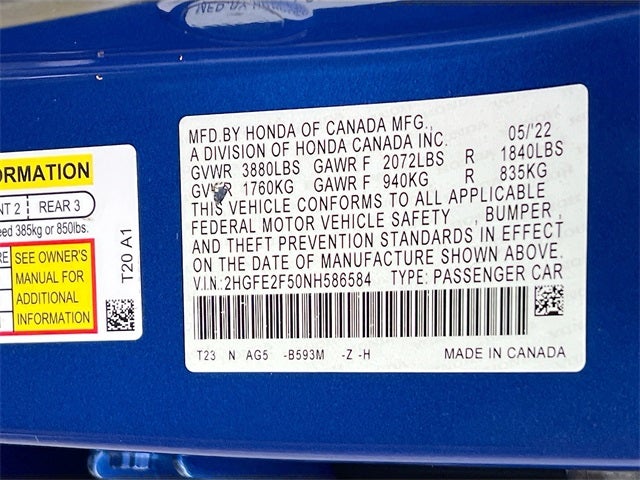 MFD.BY HONDA OF CANADA MFG., 05/'22
A DIVISION OF HONDA CANADA INC.
GVWR 3880LBS GAWR F 2072LBS R 1840LBS
GVWR 1760KG GAWR F 940KG R 835KG
THIS VEHICLE CONFORMS TO ALL APPLICABLE
FEDERAL MOTOR VEHICLE SAFETY , BUMPER ,
AND THEFT PREVENTION STANDARDS IN EFFECT
ON THE DATE OF MANUFACTURE SHOWN ABOVE.
V.I.N:2HGFE2F50NH586584 TYPE: PASSENGER CAR
T23 N AG5 -B593M -Z -H MADE IN CANADA
ORMATION
NT 2 REAR 3
eed 385kg or 850lbs.
RE SEE OWNER'S
MANUAL FOR
ADDITIONAL
INFORMATION
T20 A1